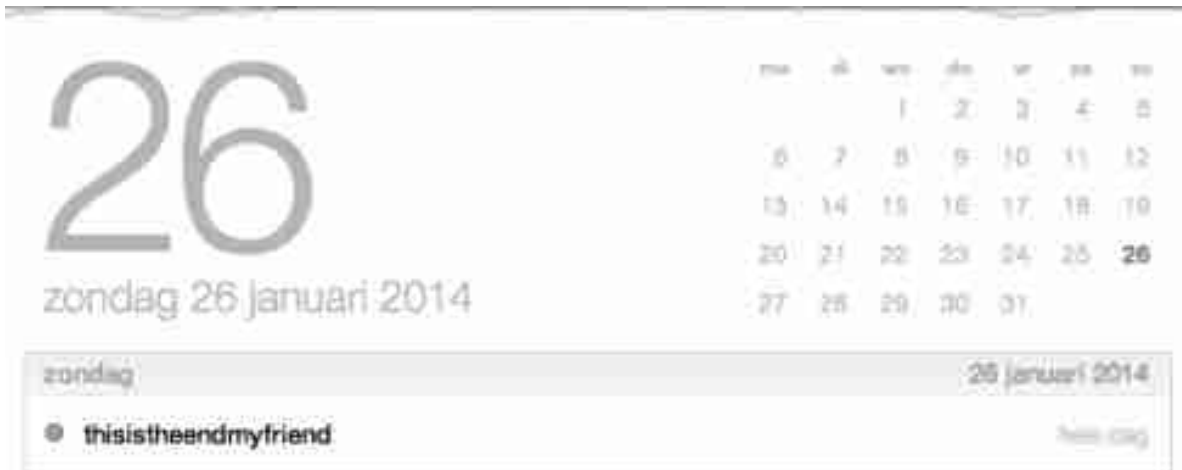 26
zondag 26 januari 2014
ma di wo do vr za zo
1 2 3 4 5
6 7 8 9 10 11 12
13 14 15 16 17 18 19
20 21 22 23 24 25 26
27 28 29 30 31
zondag 26 januari 2014
thisistheendmyfriend hele dag